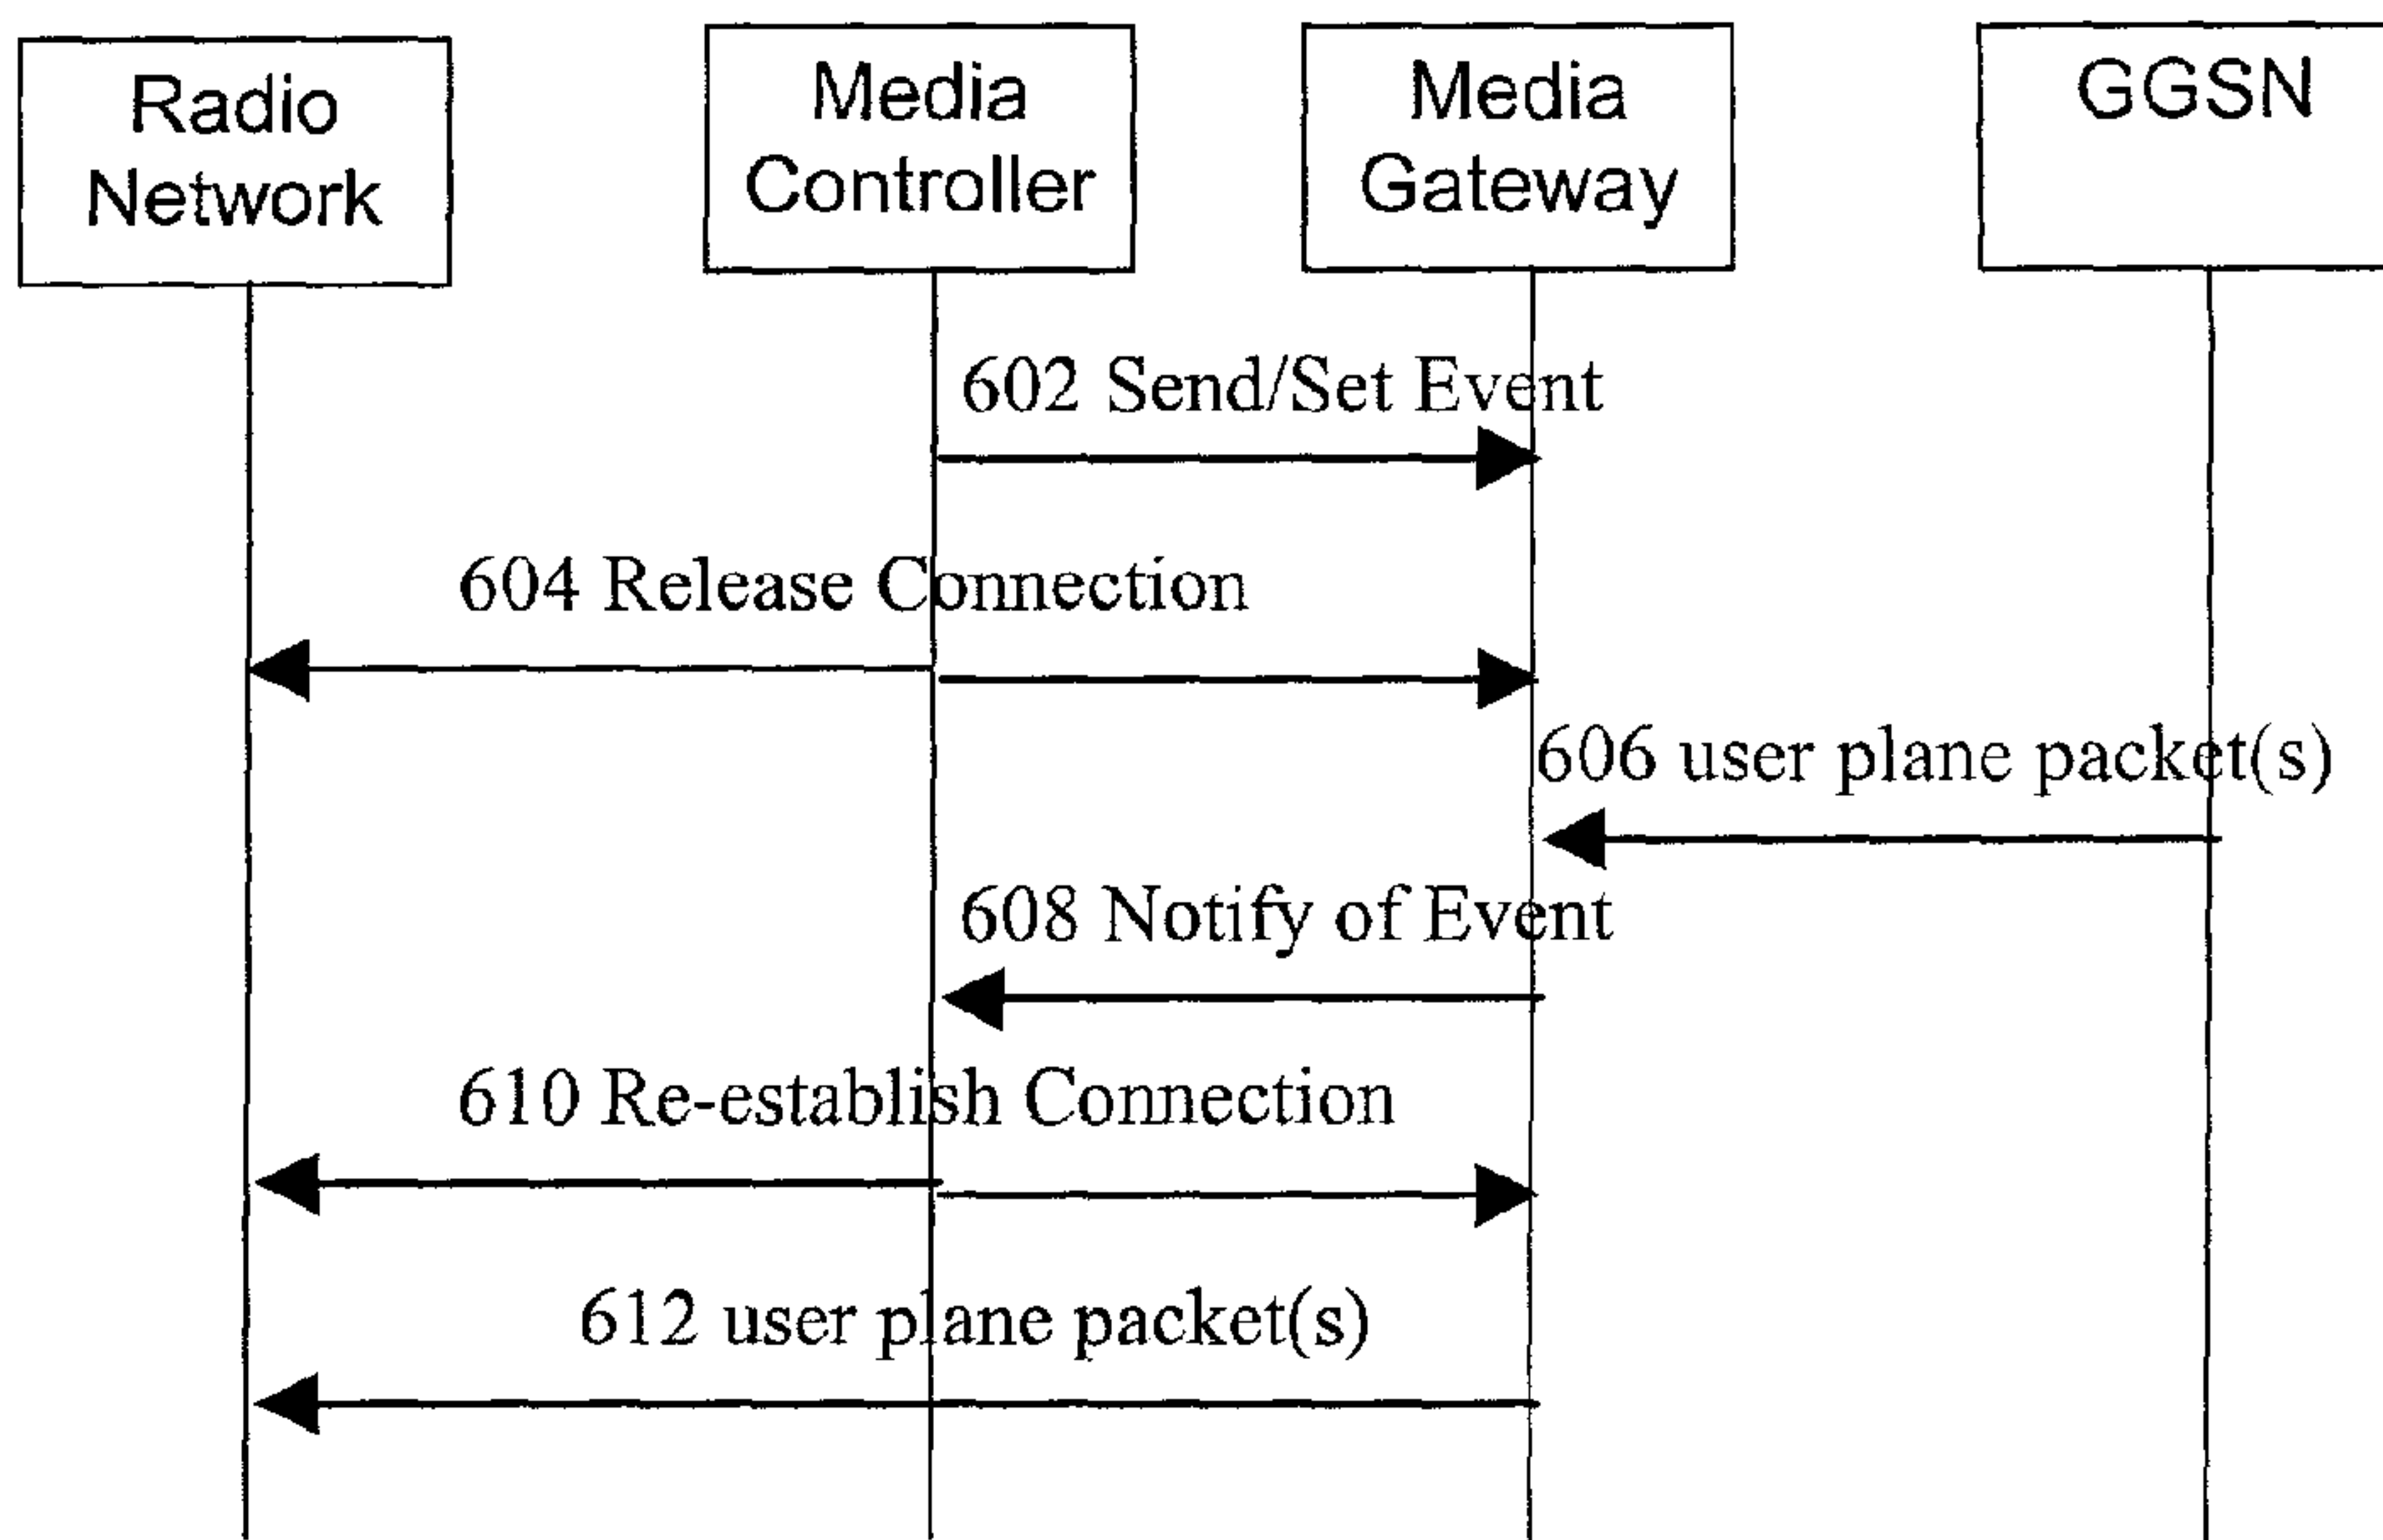 Radio
Network
Media
Controller
Media
Gateway
GGSN
602 Send/Set Event
604 Release Connection
606 user plane packet(s)
608 Notify of Event
610 Re-establish Connection
612 user plane packet(s)